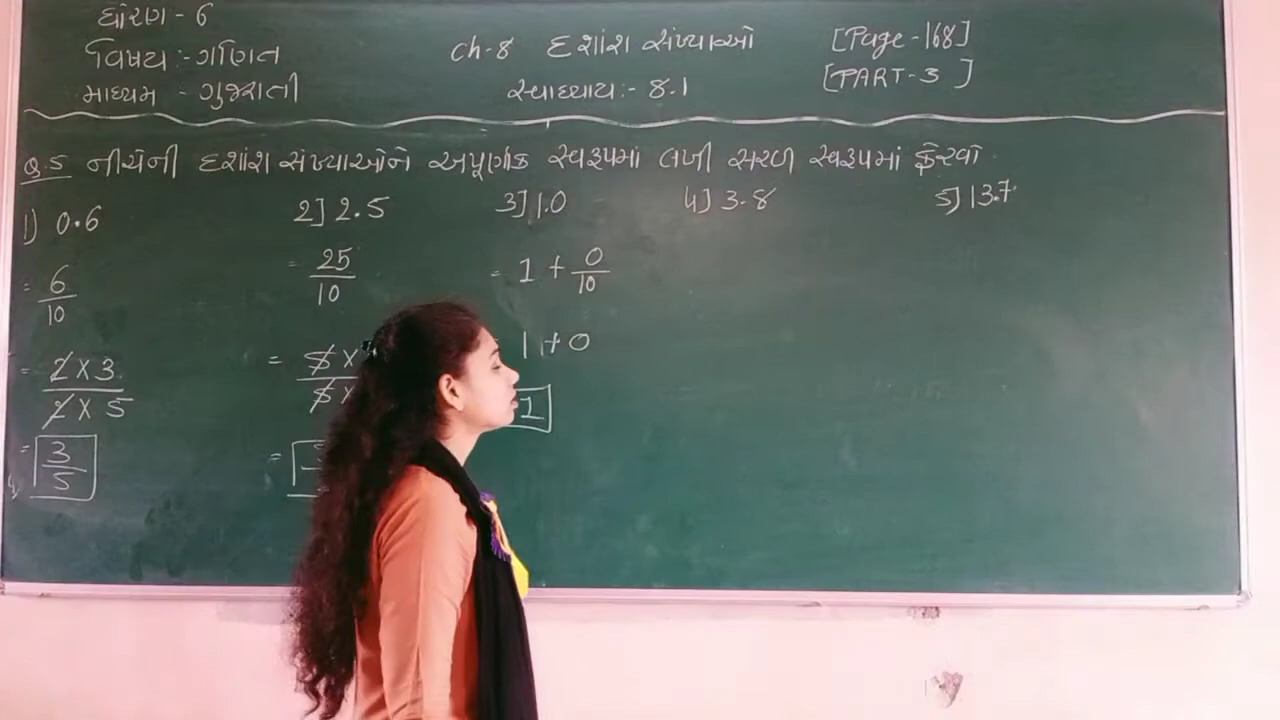 ધોરણ - 6
વિષય :- ગણિત
માધ્યમ - ગુજરાતી
Ch-8 દશાંશ સંખ્યાઓ
સ્વાધ્યાય :- 8.1
[Page - 168]
[PART-3 ]
Q.5 નીચેની દશાંશ સંખ્યાઓને અપૂર્ણાંક સ્વરૂપમાં લખી સરળ સ્વરૂપમાં ફેરવો.
1) 0.6
= 6/10
= 2 X 3 / 2 X 5
= 3/5
2] 2.5
= 25/10
= 5 X
5 X
=
3] 1.0
= 1 + 0/10
1 + 0
1
4] 3.8
5] 13.7